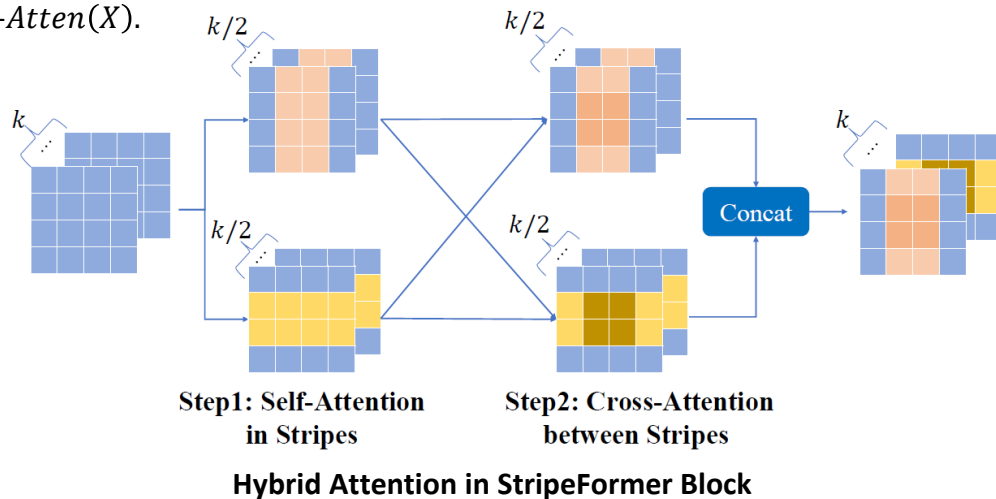 -Atten(X).
k/2
...
k/2
...
k
...
k
...
Concat
k/2
...
k/2
...
Step1: Self-Attention
in Stripes
Step2: Cross-Attention
between Stripes
Hybrid Attention in StripeFormer Block